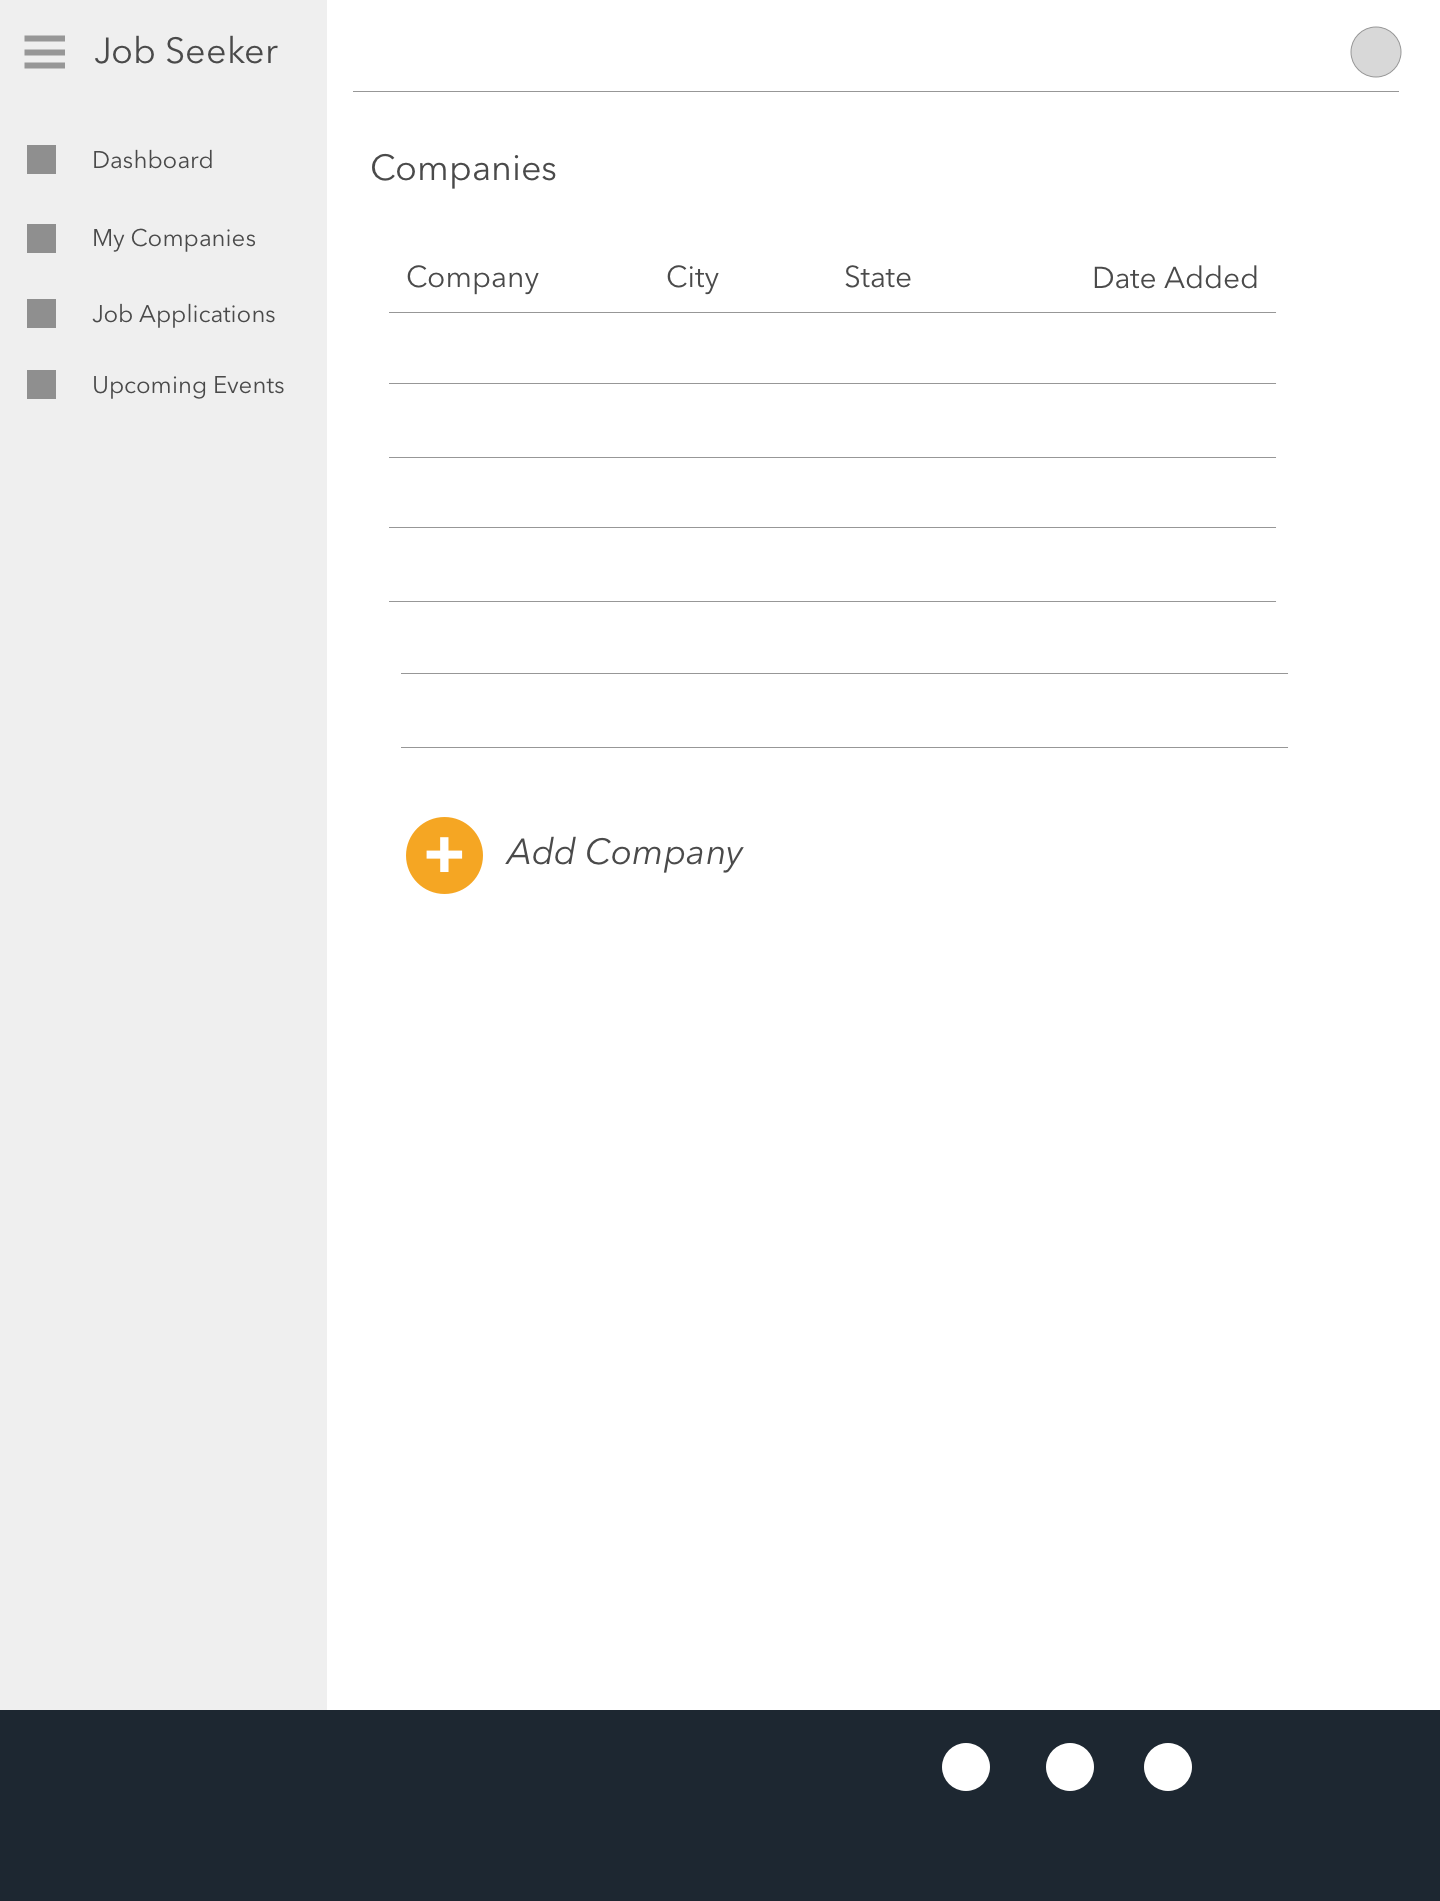 Job Seeker
Dashboard
My Companies
Job Applications
Upcoming Events
Companies
Company City State Date Added
Add Company